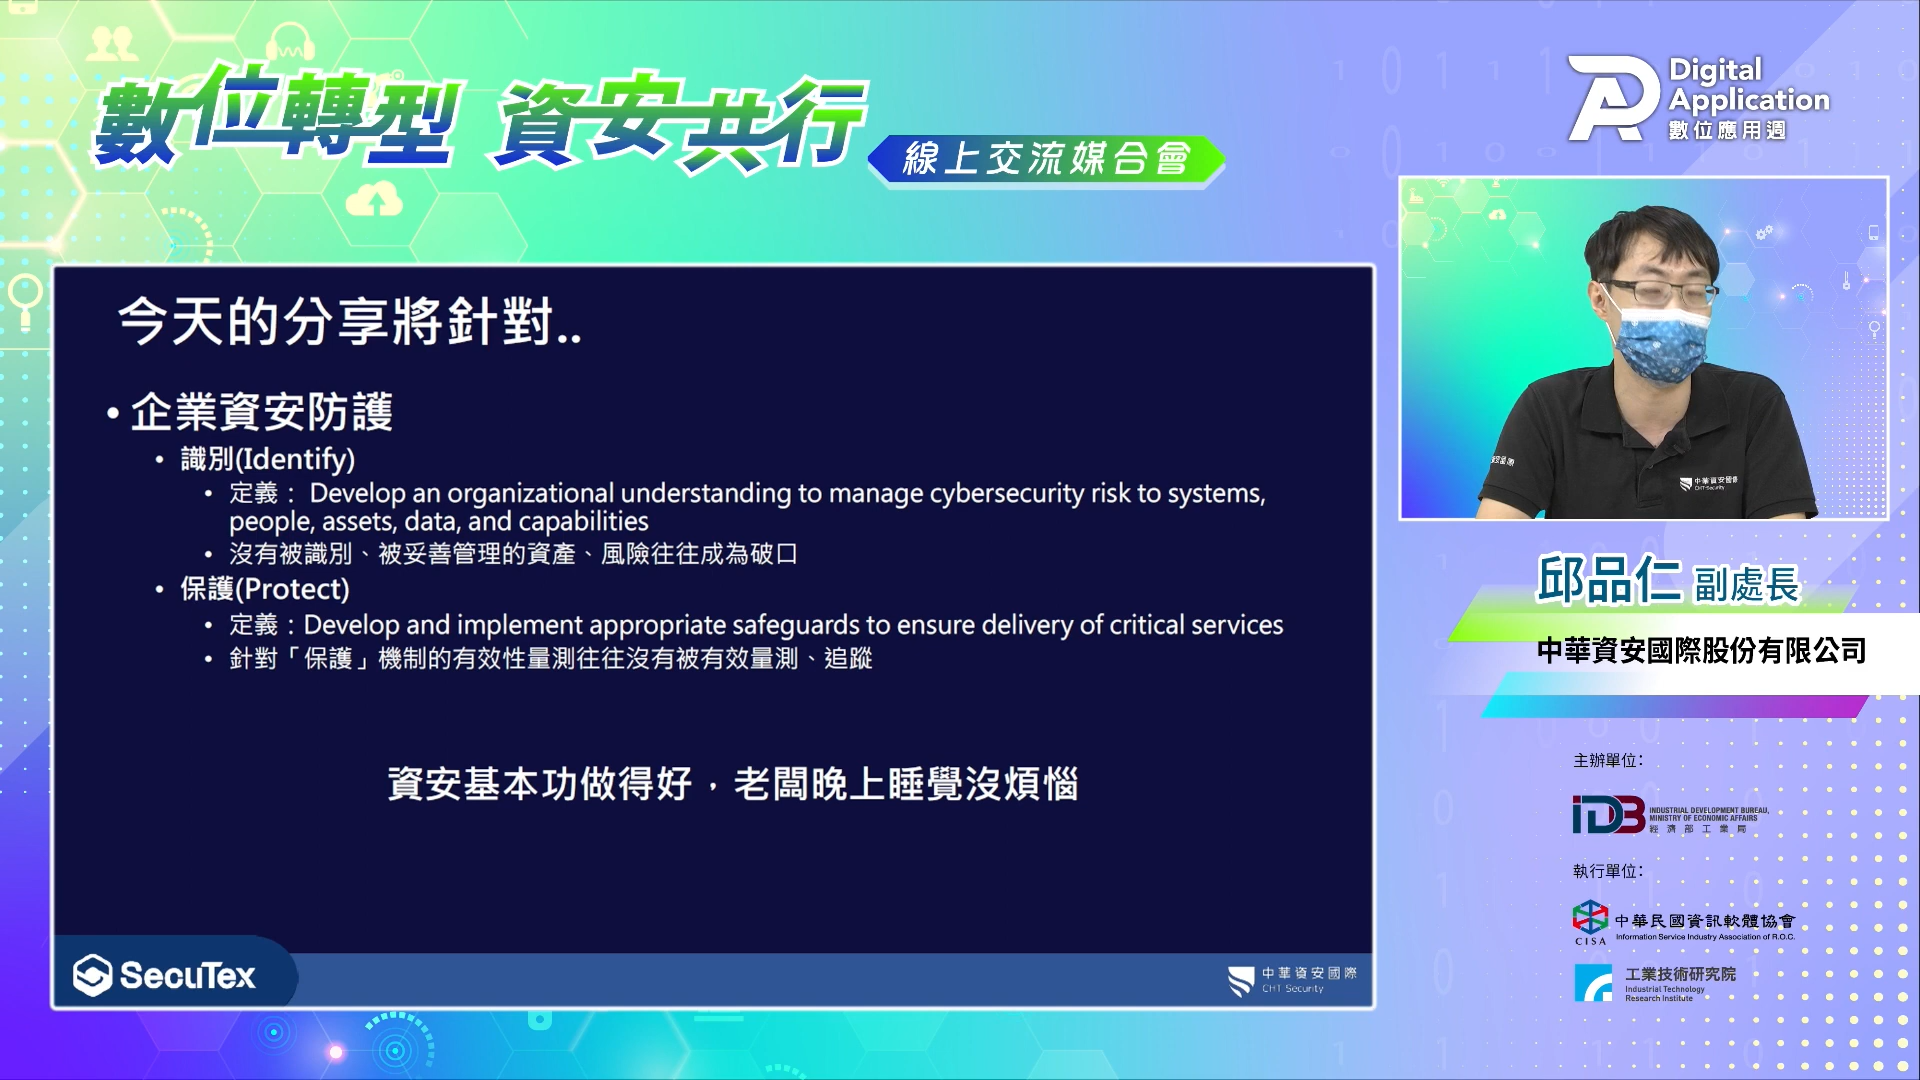 數位轉型 資安共行
線上交流媒合會
Digital
Application
數位應用週
今天的分享將針對..
• 企業資安防護
• 識別(Identify)
• 定義： Develop an organizational understanding to manage cybersecurity risk to systems,
people, assets, data, and capabilities
• 沒有被識別、被妥善管理的資產、風險往往成為破口
• 保護(Protect)
• 定義：Develop and implement appropriate safeguards to ensure delivery of critical services
• 針對「保護」機制的有效性量測往往沒有被有效量測、追蹤
資安基本功做得好，老闆晚上睡覺沒煩惱
SecuTex
中華資安國際
CHT Security
中華資安國際
CHT Security
邱品仁 副處長
中華資安國際股份有限公司
主辦單位：
IDB
INDUSTRIAL DEVELOPMENT BUREAU,
MINISTRY OF ECONOMIC AFFAIRS
經濟部工業局
執行單位：
CISA
中華民國資訊軟體協會
Information Service Industry Association of R.O.C.
工業技術研究院
Industrial Technology
Research Institute